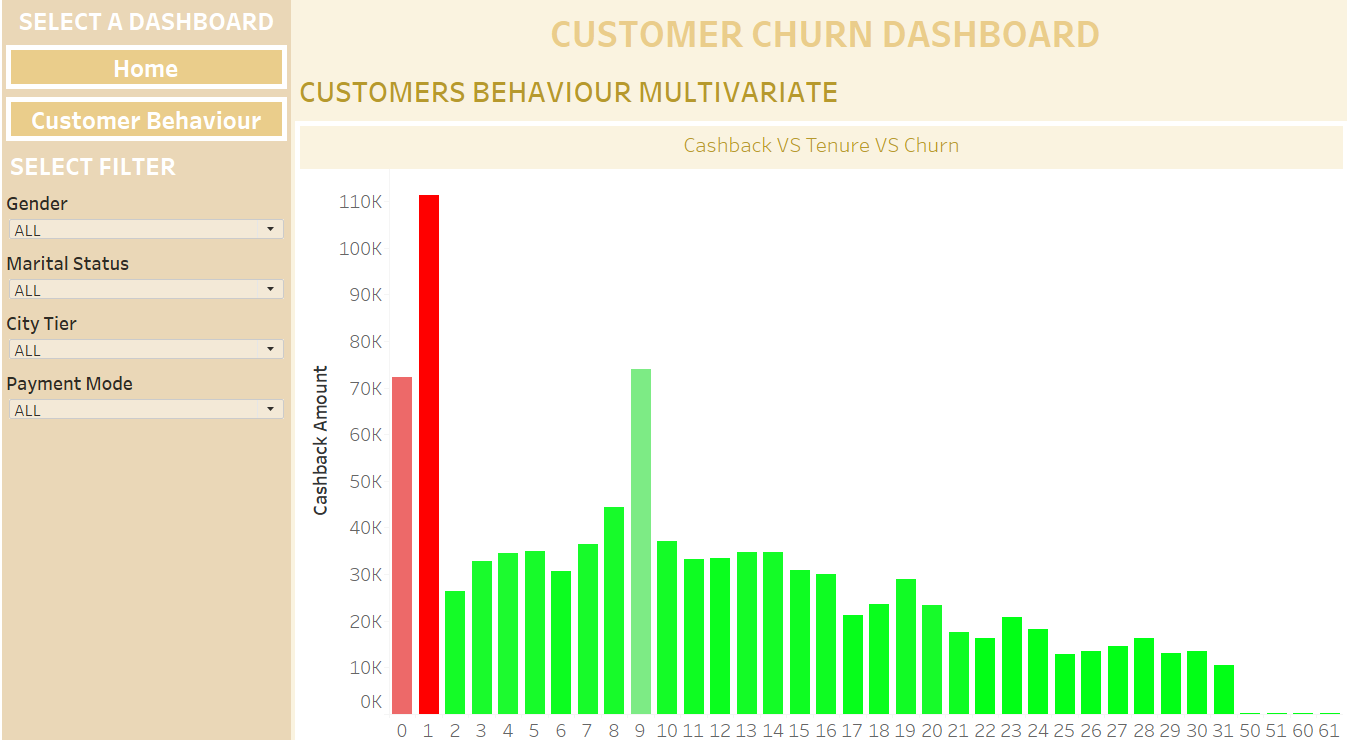 SELECT A DASHBOARD
Home
Customer Behaviour
SELECT FILTER
Gender
ALL
Marital Status
ALL
City Tier
ALL
Payment Mode
ALL
CUSTOMER CHURN DASHBOARD
CUSTOMERS BEHAVIOUR MULTIVARIATE
Cashback VS Tenure VS Churn
Cashback Amount
110K
100K
90K
80K
70K
60K
50K
40K
30K
20K
10K
0K
0 1 2 3 4 5 6 7 8 9 10 11 12 13 14 15 16 17 18 19 20 21 22 23 24 25 26 27 28 29 30 31 50 51 60 61